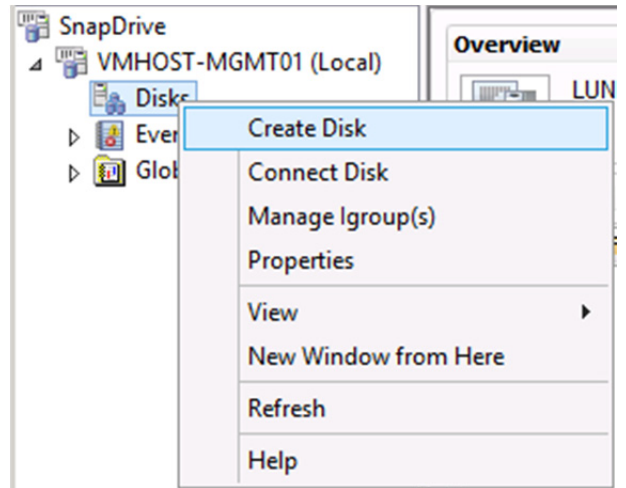 SnapDrive
VMHOST-MGMT01 (Local)
Disks
Overview
LUN
Create Disk
Connect Disk
Manage Igroup(s)
Properties
View
New Window from Here
Refresh
Help